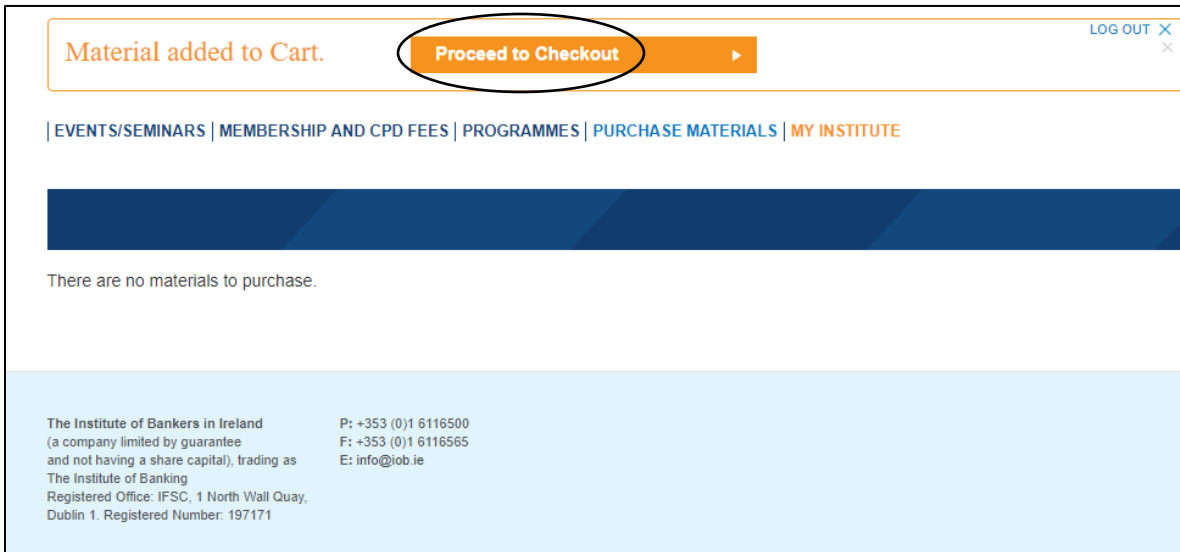 LOG OUT ×
×
Material added to Cart.
Proceed to Checkout
| EVENTS/SEMINARS | MEMBERSHIP AND CPD FEES | PROGRAMMES | PURCHASE MATERIALS | MY INSTITUTE
There are no materials to purchase.
The Institute of Bankers in Ireland
(a company limited by guarantee
and not having a share capital), trading as
The Institute of Banking
Registered Office: IFSC, 1 North Wall Quay,
Dublin 1. Registered Number: 197171
P: +353 (0)1 6116500
F: +353 (0)1 6116565
E: info@iob.ie